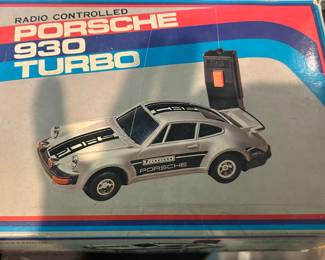 RADIO CONTROLLED
PORSCHE
930
TURBO
PORSCHE